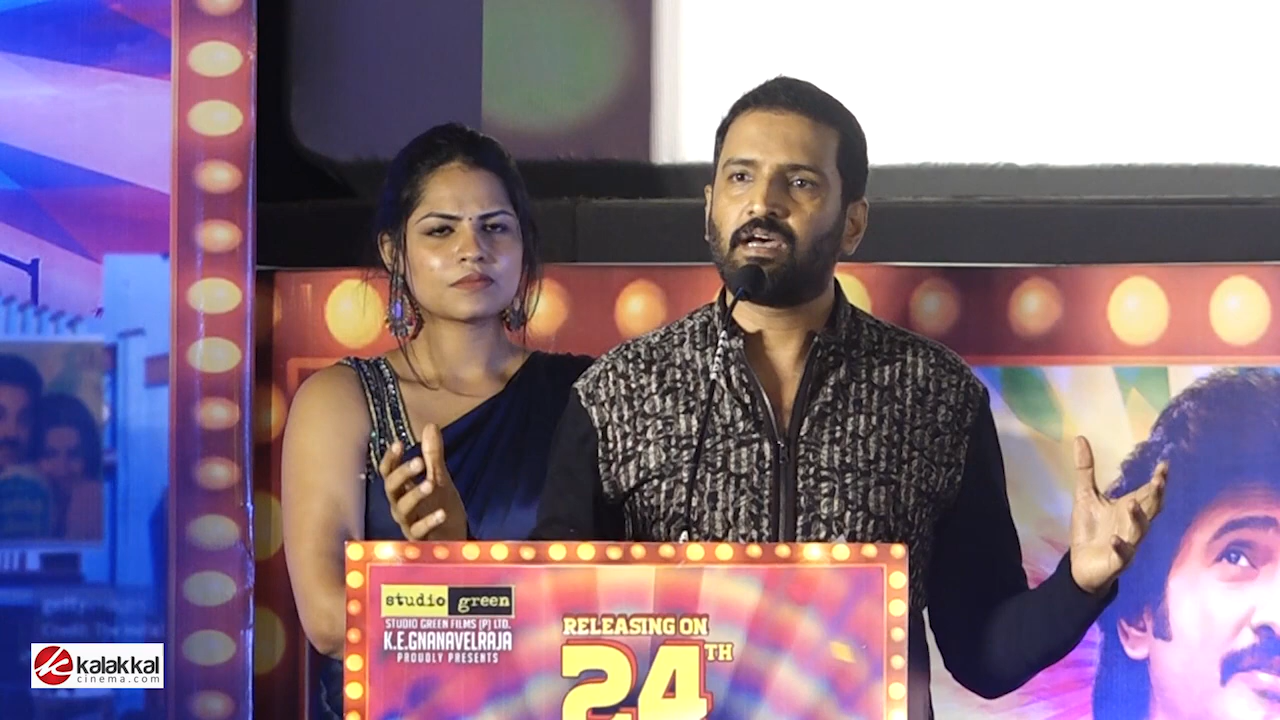 studio green
STUDIO GREEN FILMS (P) LTD.
K.E.GNANAVELRAJA
PROUDLY PRESENTS
RELEASING ON
24TH
kalakkal
cinema.com